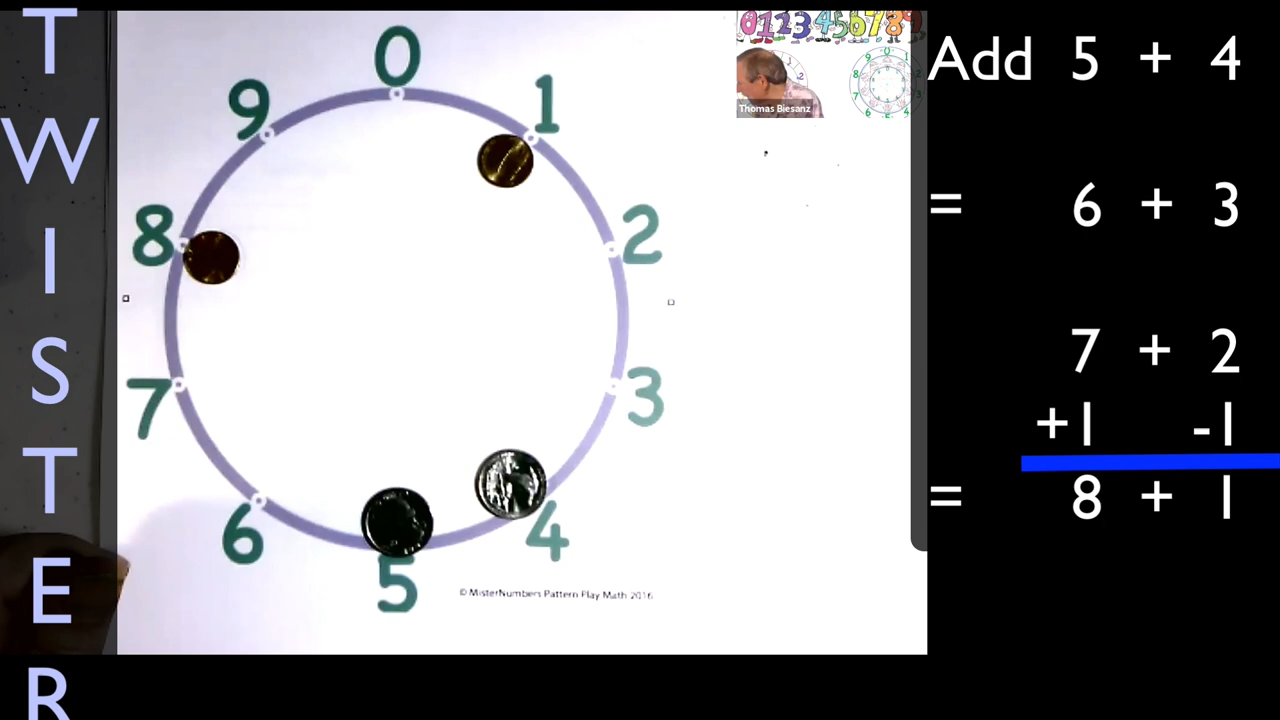 T
W
I
S
T
E
R
0
1
2
3
4
5
6
7
8
9
© MisterNumbers Pattern Play Math 2016
0123456789
Thomas Biesanz
Add 5 + 4
= 6 + 3
7 + 2
+1 -1
= 8 + 1